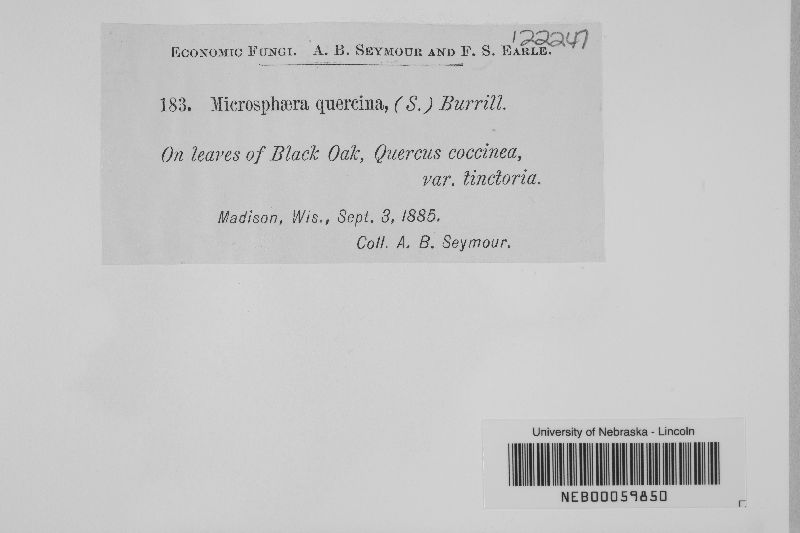 122247
ECONOMIC FUNGI. A. B. SEYMOUR AND F. S. EARLE.
183. Microsphæra quercina, (S.) Burrill.
On leaves of Black Oak, Quercus coccinea,
var. tinctoria.
Madison, Wis., Sept. 3, 1885.
Coll. A. B. Seymour.
University of Nebraska - Lincoln
NEB00059850